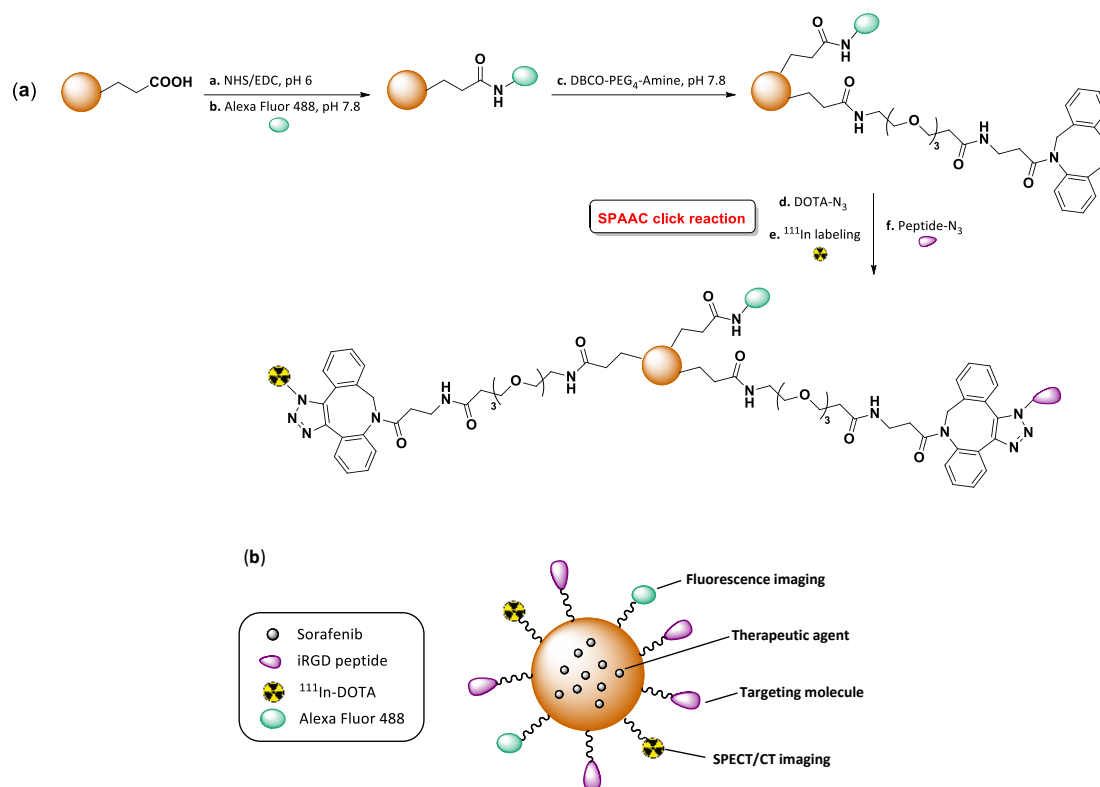 (a)
COOH
a. NHS/EDC, pH 6
b. Alexa Fluor 488, pH 7.8
O
N
H
c. DBCO-PEG4-Amine, pH 7.8
O
N
H
O
N
H
O
3
O
H
N
O
N
SPAAC click reaction
d. DOTA-N3
e. 111In labeling
f. Peptide-N3
O
N
H
N
N
N
N
O
H
N
O
3
O
N
H
O
O
N
H
O
3
O
H
N
O
N
N
N
N
(b)
Sorafenib
iRGD peptide
111In-DOTA
Alexa Fluor 488
Fluorescence imaging
Therapeutic agent
Targeting molecule
SPECT/CT imaging